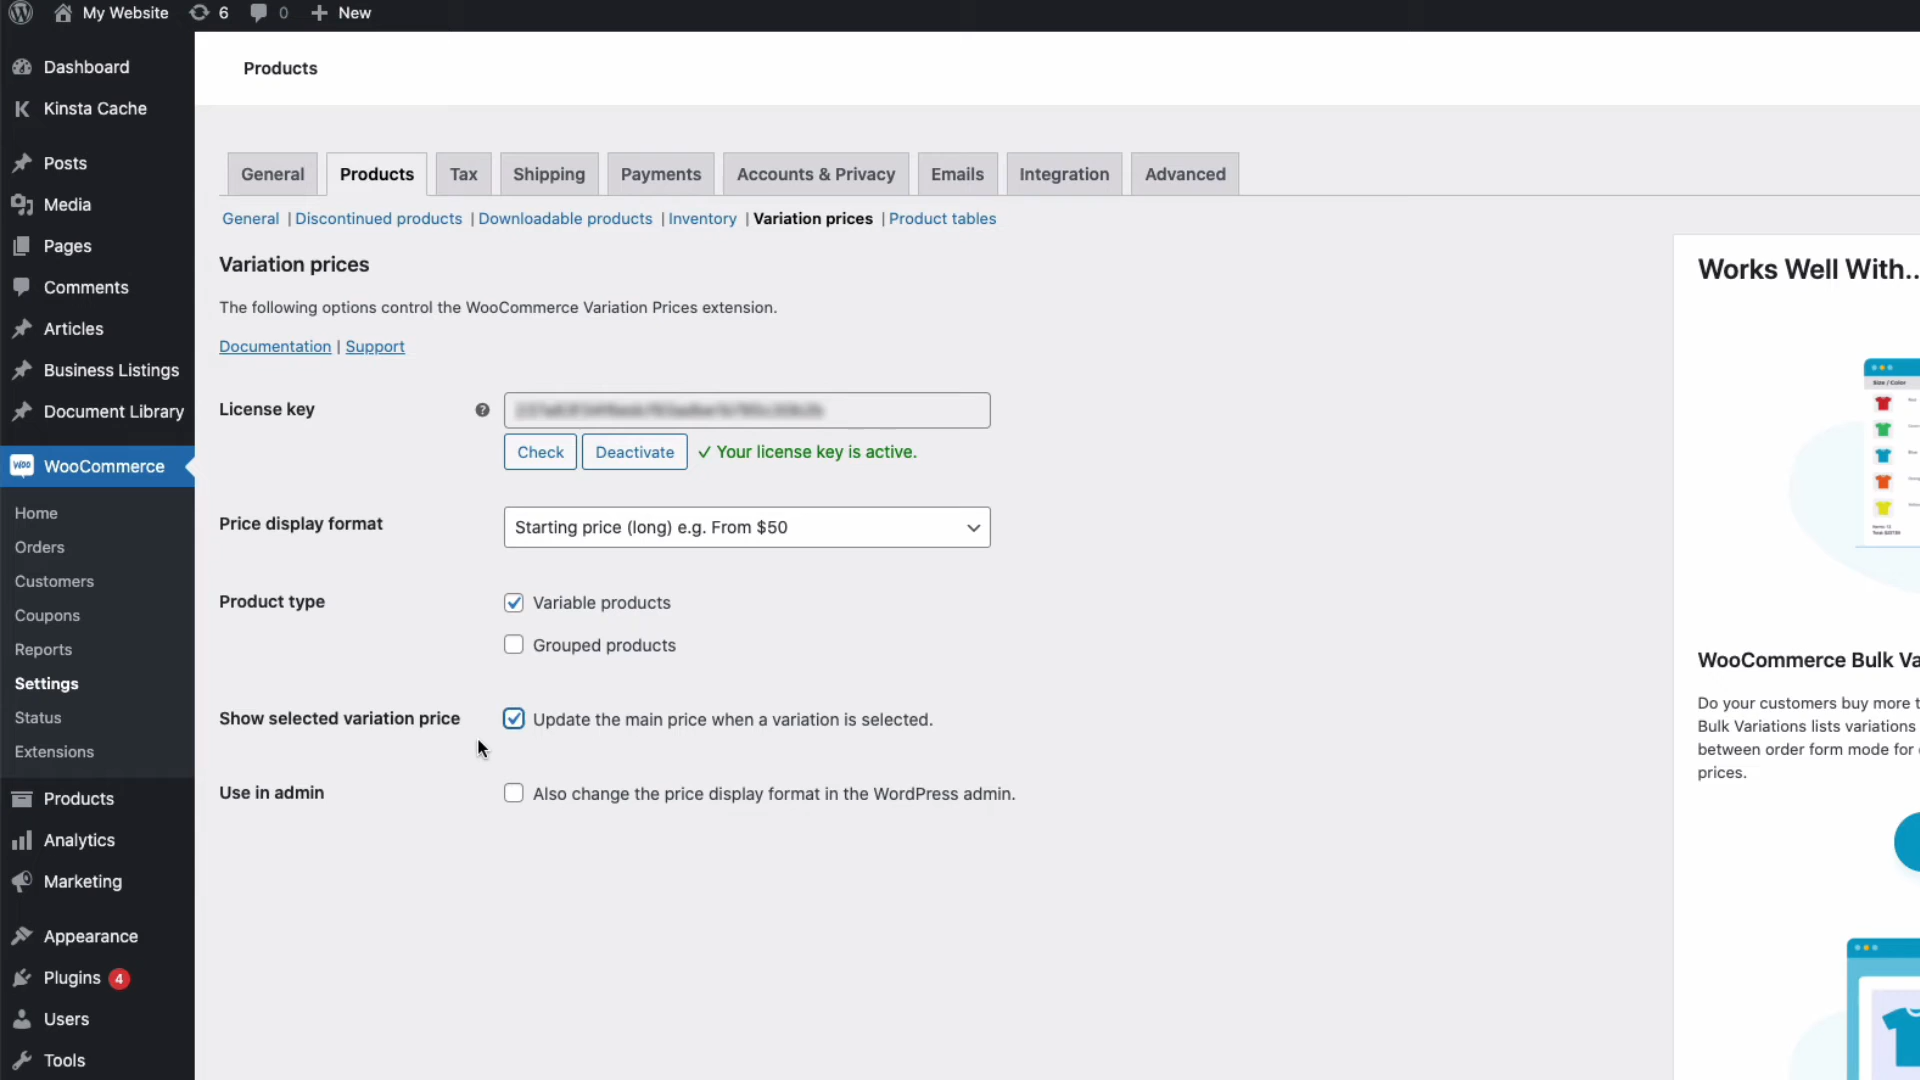 My Website 6 0 New
Dashboard
Kinsta Cache
Posts
Media
Pages
Comments
Articles
Business Listings
Document Library
WooCommerce
Home
Orders
Customers
Coupons
Reports
Settings
Status
Extensions
Products
Analytics
Marketing
Appearance
Plugins 4
Users
Tools
Products
General Products Tax Shipping Payments Accounts & Privacy Emails Integration Advanced
General | Discontinued products | Downloadable products | Inventory | Variation prices | Product tables
Variation prices
The following options control the WooCommerce Variation Prices extension.
Documentation | Support
License key
Check Deactivate ✓ Your license key is active.
Price display format Starting price (long) e.g. From $50
Product type Variable products
Grouped products
Show selected variation price Update the main price when a variation is selected.
Use in admin Also change the price display format in the WordPress admin.
Works Well With..
Size / Color
WooCommerce Bulk Va
Do your customers buy more t
Bulk Variations lists variations
between order form mode for
prices.